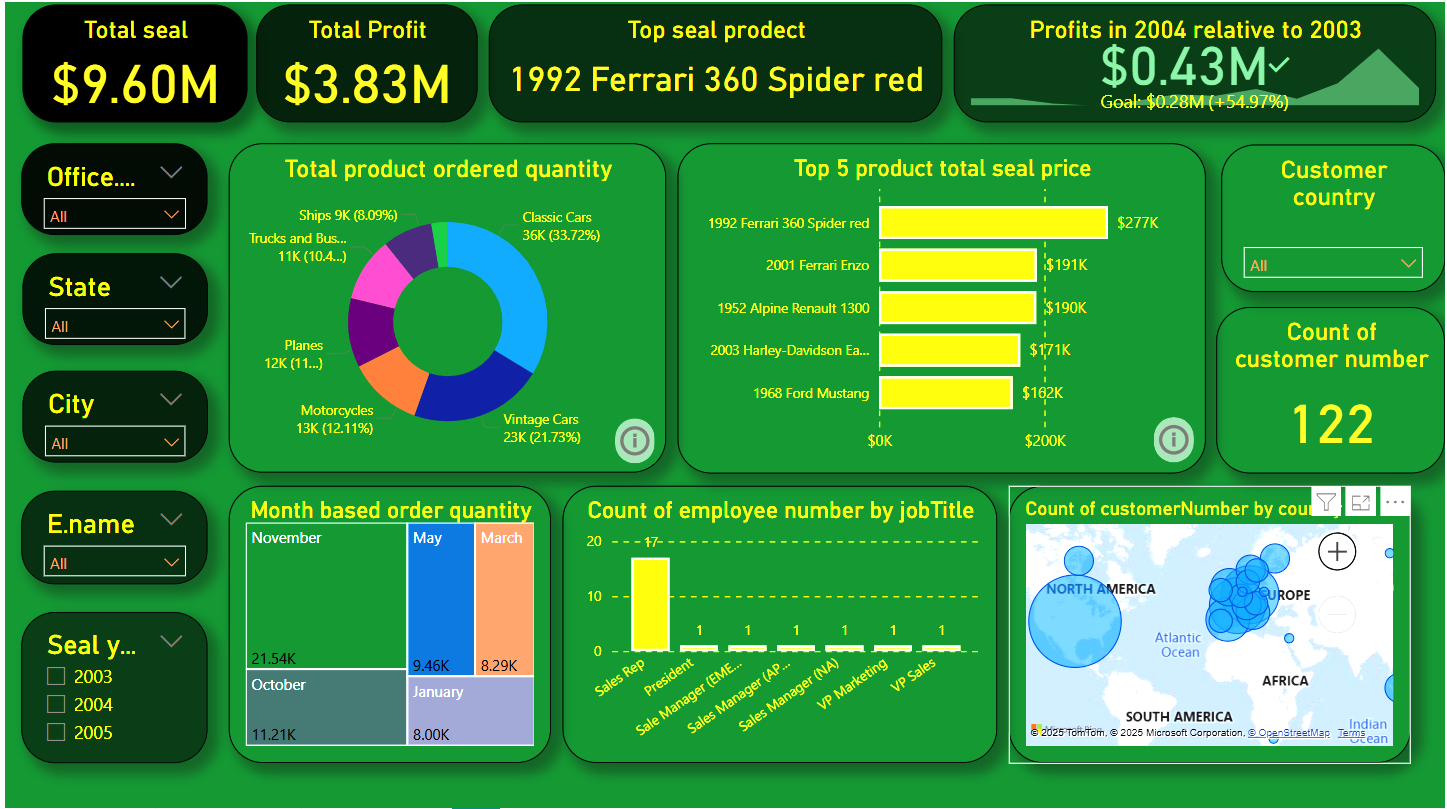 Total seal
$9.60M
Total Profit
$3.83M
Top seal prodect
1992 Ferrari 360 Spider red
Profits in 2004 relative to 2003
$0.43M
Goal: $0.28M (+54.97%)
Office....
All
State
All
City
All
E.name
All
Seal y...
2003
2004
2005
Total product ordered quantity
Ships 9K (8.09%)
Classic Cars
36K (33.72%)
Trucks and Bus...
11K (10.4...)
Planes
12K (11...)
Motorcycles
13K (12.11%)
Vintage Cars
23K (21.73%)
Top 5 product total seal price
1992 Ferrari 360 Spider red
$277K
2001 Ferrari Enzo
$191K
1952 Alpine Renault 1300
$190K
2003 Harley-Davidson Ea...
$171K
1968 Ford Mustang
$162K
$0K
$200K
Customer
country
All
Count of
customer number
122
Month based order quantity
November
21.54K
May
9.46K
March
8.29K
October
11.21K
January
8.00K
Count of employee number by jobTitle
20
10
0
17
1
1
1
1
1
1
Sales Rep
President
Sale Manager (EME...
Sales Manager (AP...
Sales Manager (NA)
VP Marketing
VP Sales
Count of customerNumber by cou
NORTH AMERICA
EUROPE
Atlantic
Ocean
AFRICA
SOUTH AMERICA
Indian
Ocean
Microsoft Bing
© 2025 TomTom, © 2025 Microsoft Corporation, © OpenStreetMap Terms